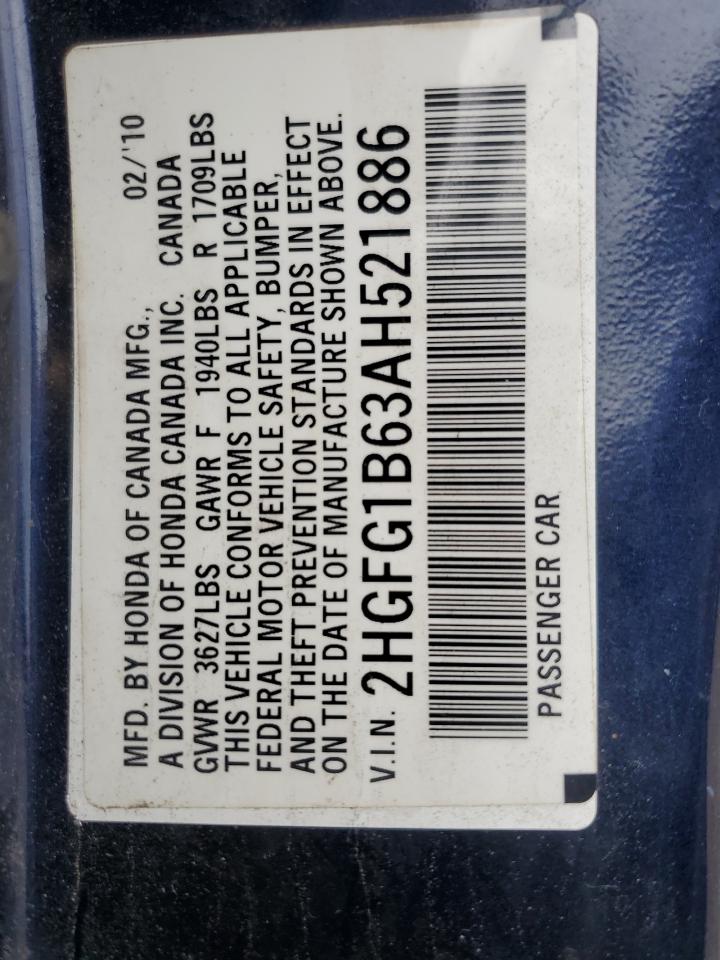 MFD. BY HONDA OF CANADA MFG., 02/'10
A DIVISION OF HONDA CANADA INC. CANADA
GVWR 3627LBS GAWR F 1940LBS R 1709LBS
THIS VEHICLE CONFORMS TO ALL APPLICABLE
FEDERAL MOTOR VEHICLE SAFETY, BUMPER,
AND THEFT PREVENTION STANDARDS IN EFFECT
ON THE DATE OF MANUFACTURE SHOWN ABOVE.
V.I.N. 2HGFG1B63AH521886
PASSENGER CAR